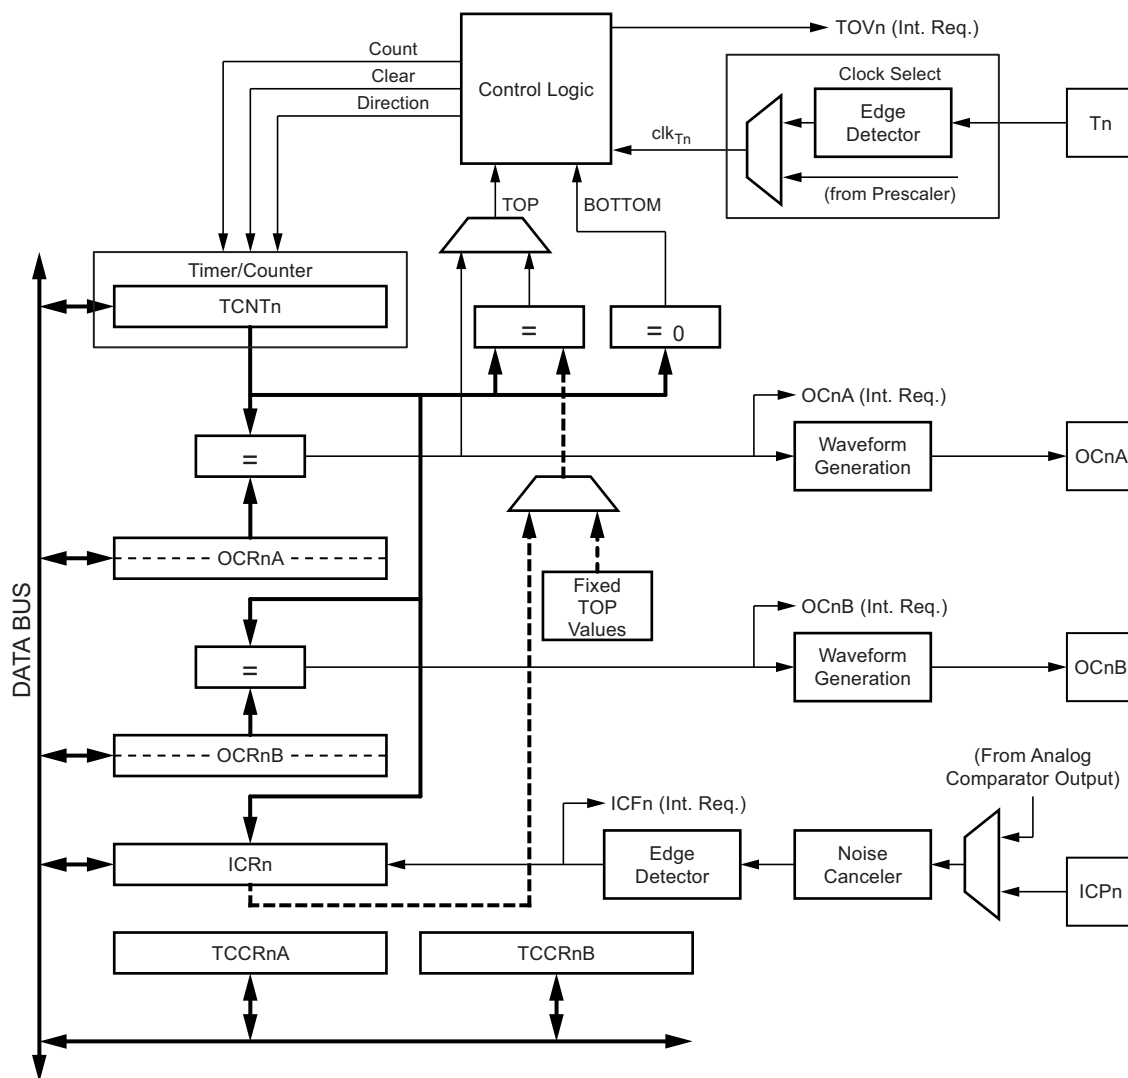 TOVn (Int. Req.)
Count
Clear
Direction
Control Logic
Clock Select
Edge
Detector
Tn
clkTn
(from Prescaler)
TOP
BOTTOM
Timer/Counter
TCNTn
=
= 0
OCnA (Int. Req.)
=
Waveform
Generation
OCnA
OCRnA
Fixed
TOP
Values
DATA BUS
OCnB (Int. Req.)
=
Waveform
Generation
OCnB
OCRnB
(From Analog
Comparator Output)
ICFn (Int. Req.)
ICRn
Edge
Detector
Noise
Canceler
ICPn
TCCRnA
TCCRnB